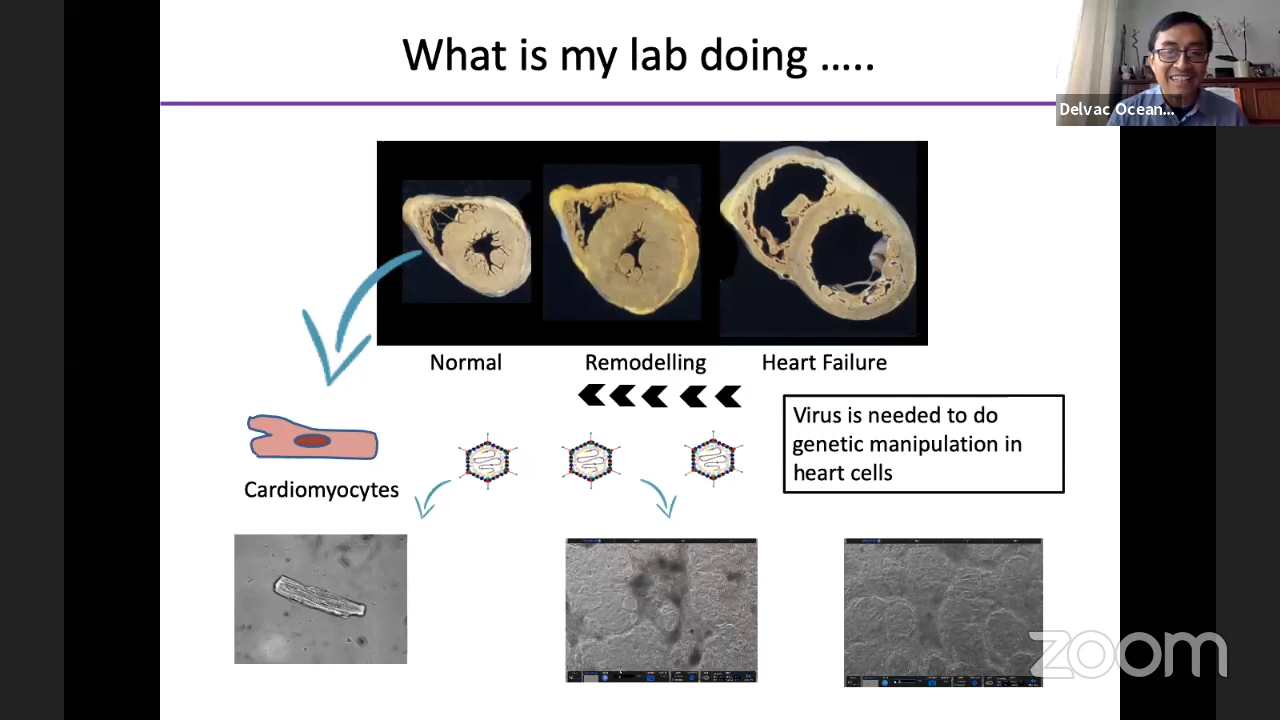 What is my lab doing .....
Delvac Ocean...
Normal
Remodelling
Heart Failure
Virus is needed to do
genetic manipulation in
heart cells
Cardiomyocytes
zoom